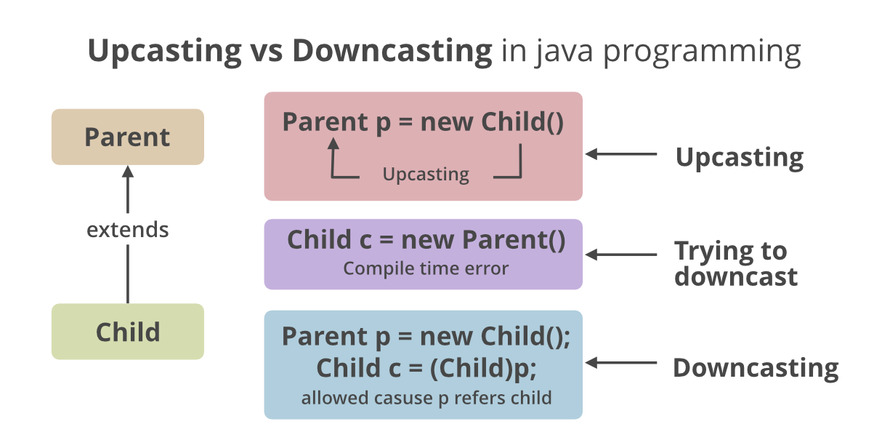 Upcasting vs Downcasting in java programming
Parent
extends
Child
Parent p = new Child()
Upcasting
Upcasting
Child c = new Parent()
Compile time error
Trying to
downcast
Parent p = new Child();
Child c = (Child)p;
allowed casuse p refers child
Downcasting